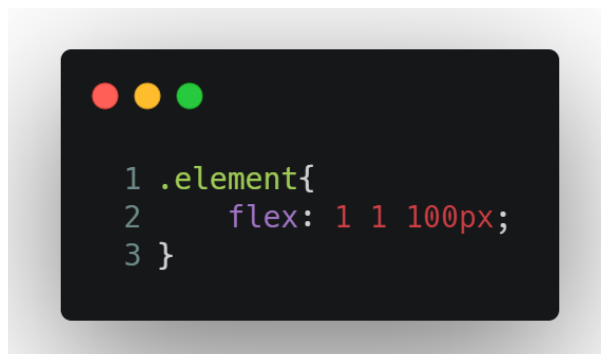 1 .element{
2     flex: 1 1 100px;
3 }